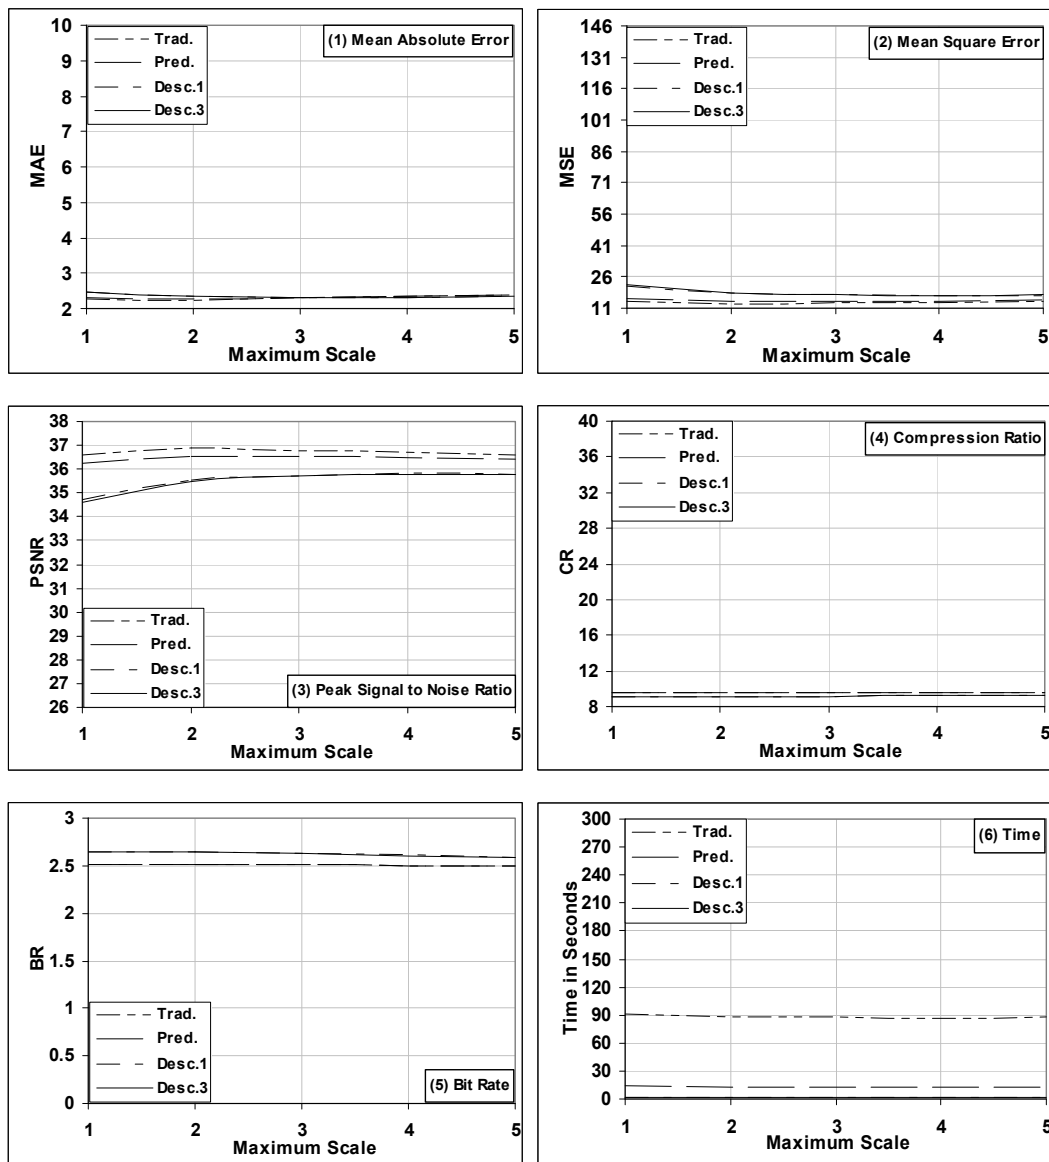 (1) Mean Absolute Error
Trad.
Pred.
Desc.1
Desc.3
MAE
10
9
8
7
6
5
4
3
2
1 2 3 4 5
Maximum Scale
(2) Mean Square Error
Trad.
Pred.
Desc.1
Desc.3
MSE
146
131
116
101
86
71
56
41
26
11
1 2 3 4 5
Maximum Scale
38
37
36
35
34
33
32
31
30
29
28
27
26
PSNR
Trad.
Pred.
Desc.1
Desc.3
(3) Peak Signal to Noise Ratio
1 2 3 4 5
Maximum Scale
(4) Compression Ratio
Trad.
Pred.
Desc.1
Desc.3
CR
40
36
32
28
24
20
16
12
8
1 2 3 4 5
Maximum Scale
3
2.5
2
1.5
1
0.5
0
BR
Trad.
Pred.
Desc.1
Desc.3
(5) Bit Rate
1 2 3 4 5
Maximum Scale
(6) Time
Trad.
Pred.
Desc.1
Desc.3
Time in Seconds
300
270
240
210
180
150
120
90
60
30
0
1 2 3 4 5
Maximum Scale